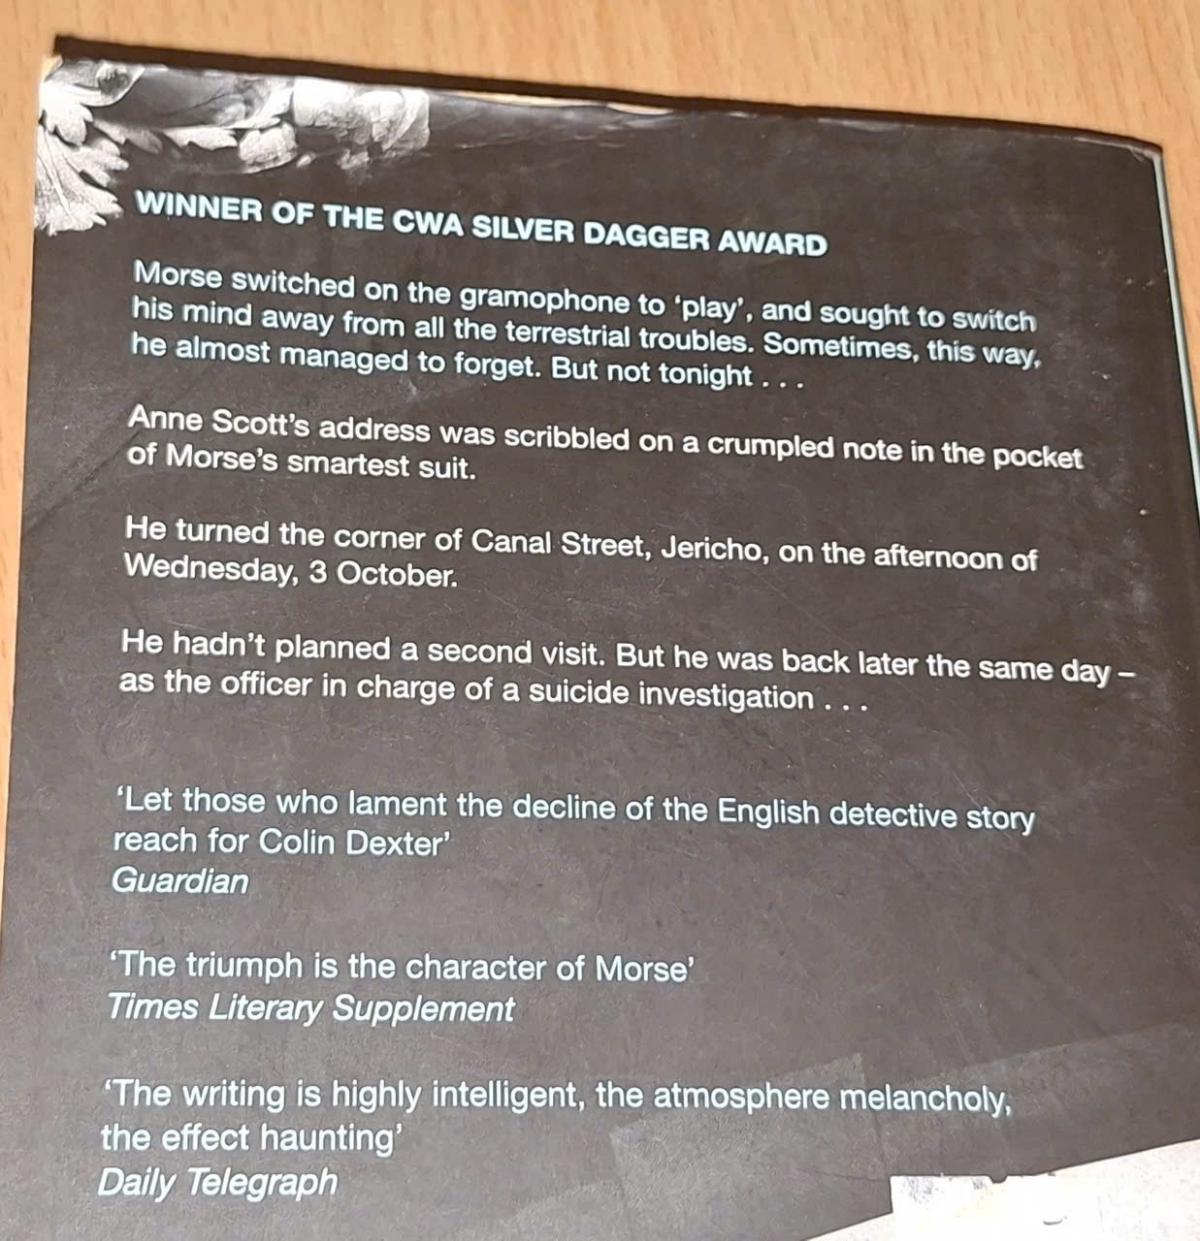 WINNER OF THE CWA SILVER DAGGER AWARD
Morse switched on the gramophone to ‘play’, and sought to switch
his mind away from all the terrestrial troubles. Sometimes, this way,
he almost managed to forget. But not tonight . . .
Anne Scott’s address was scribbled on a crumpled note in the pocket
of Morse’s smartest suit.
He turned the corner of Canal Street, Jericho, on the afternoon of
Wednesday, 3 October.
He hadn’t planned a second visit. But he was back later the same day –
as the officer in charge of a suicide investigation . . .
‘Let those who lament the decline of the English detective story
reach for Colin Dexter’
Guardian
‘The triumph is the character of Morse’
Times Literary Supplement
‘The writing is highly intelligent, the atmosphere melancholy,
the effect haunting’
Daily Telegraph